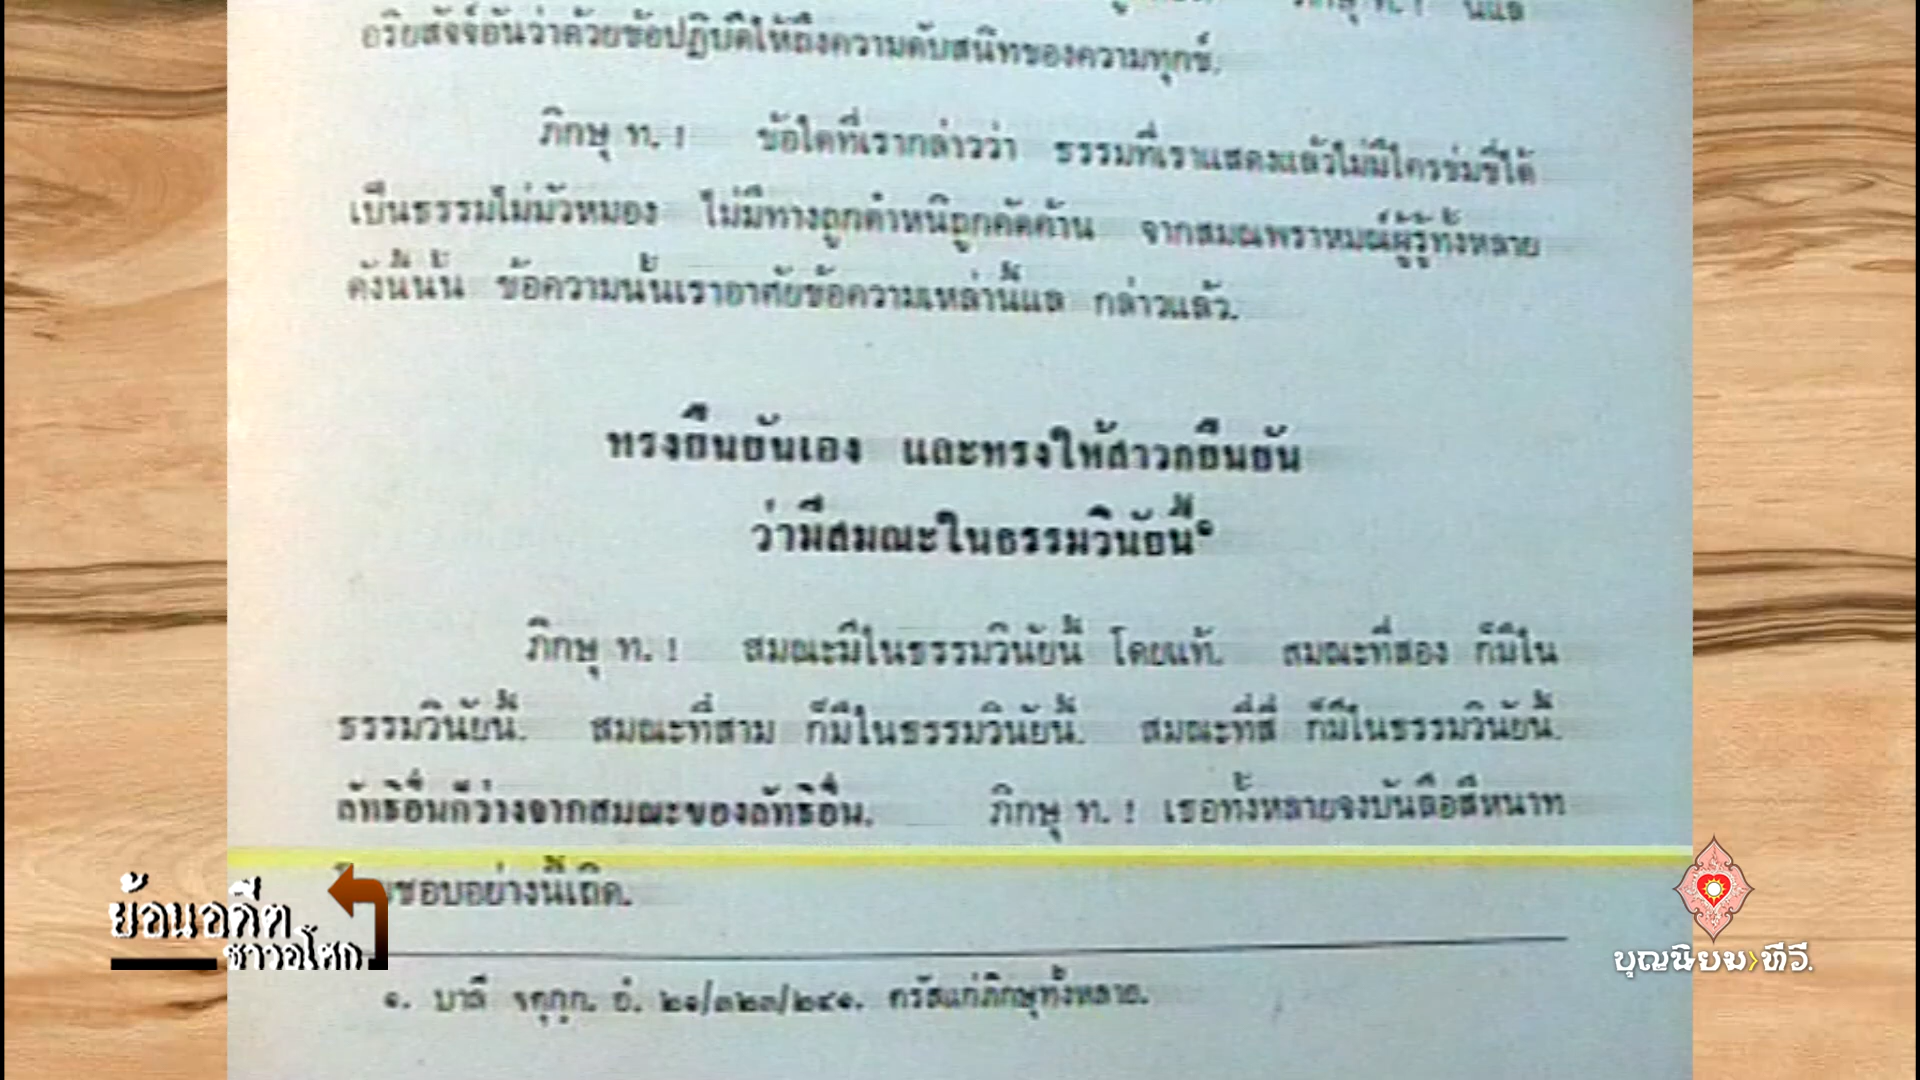 นี้แล
อริยสัจจ์อันว่าด้วยข้อปฏิบัติให้ถึงความดับสนิทของความทุกข์.
ภิกษุ ท. ! ข้อใดที่เรากล่าวว่า ธรรมที่เราแสดงแล้วไม่มีใครข่มขี่ได้
เป็นธรรมไม่มัวหมอง ไม่มีทางถูกตำหนิถูกคัดค้าน จากสมณพราหมณ์ผู้รู้ทั้งหลาย
ดังนี้นั้น ข้อความนั้นเราอาศัยข้อความเหล่านี้แล กล่าวแล้ว.
ทรงยืนยันเอง และทรงให้สาวกยืนยัน
ว่ามีสมณะในธรรมวินัยนี้๑
ภิกษุ ท. ! สมณะมีในธรรมวินัยนี้ โดยแท้. สมณะที่สอง ก็มีใน
ธรรมวินัยนี้. สมณะที่สาม ก็มีในธรรมวินัยนี้. สมณะที่สี่ ก็มีในธรรมวินัยนี้.
ลัทธิอื่นก็ว่างจากสมณะของลัทธิอื่น. ภิกษุ ท. ! เธอทั้งหลายจงบันลือสีหนาท
ชอบอย่างนี้เถิด.
๑. บาลี จตุกฺก. อํ. ๒๑/๓๒๓/๒๔๑. ตรัสแก่ภิกษุทั้งหลาย.
ย้อนอดีต
ชาวอโศก
บุญนิยมทีวี.